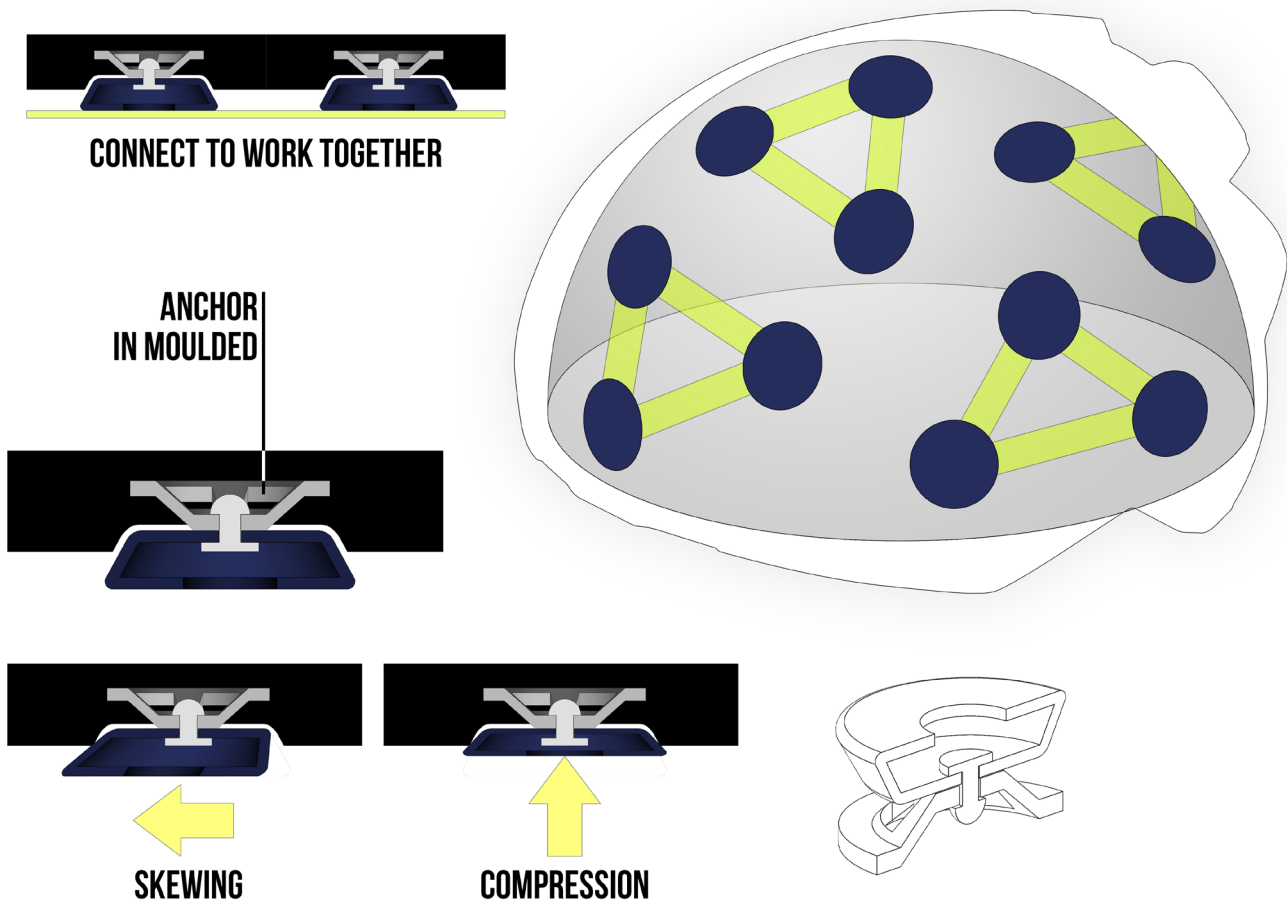 CONNECT TO WORK TOGETHER
ANCHOR
IN MOULDED
SKEWING
COMPRESSION